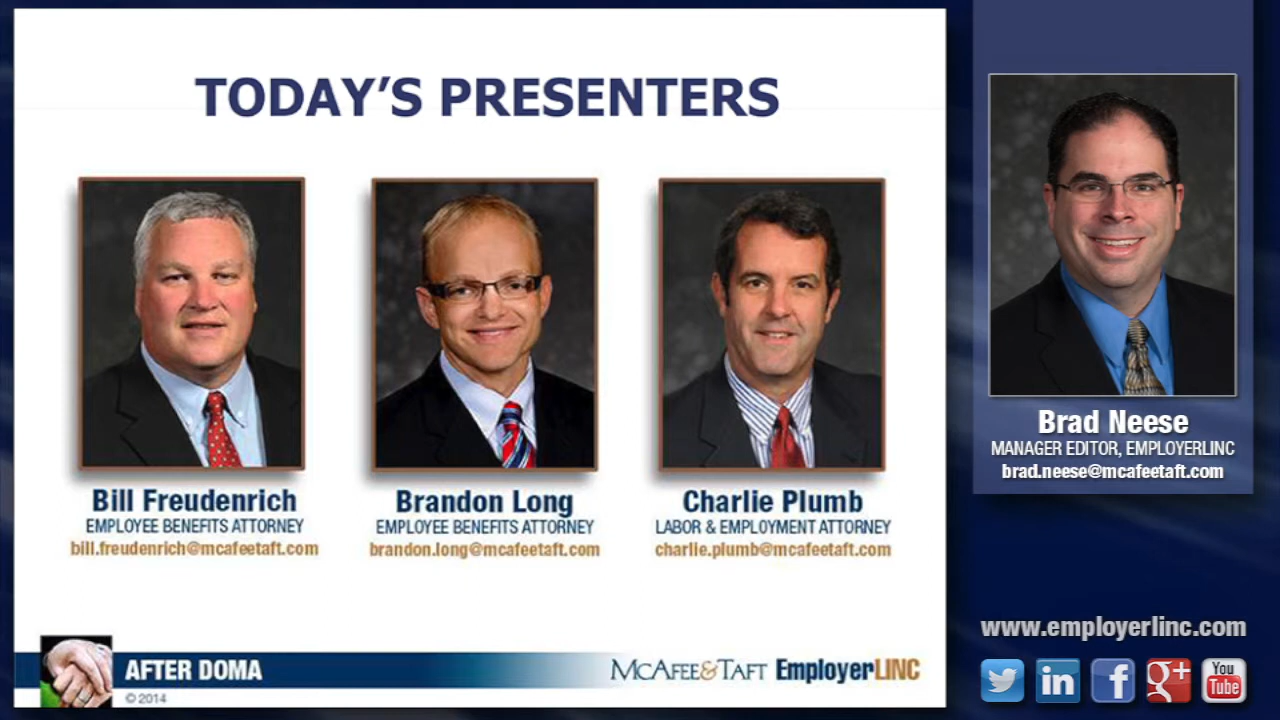 TODAY'S PRESENTERS
Bill Freudenrich
EMPLOYEE BENEFITS ATTORNEY
bill.freudenrich@mcafeetaft.com
Brandon Long
EMPLOYEE BENEFITS ATTORNEY
brandon.long@mcafeetaft.com
Charlie Plumb
LABOR & EMPLOYMENT ATTORNEY
charlie.plumb@mcafeetaft.com
AFTER DOMA
© 2014
MCAFEE&TAFT EmployerLINC
Brad Neese
MANAGER EDITOR, EMPLOYERLINC
brad.neese@mcafeetaft.com
www.employerlinc.com
in
f
g+
You
Tube